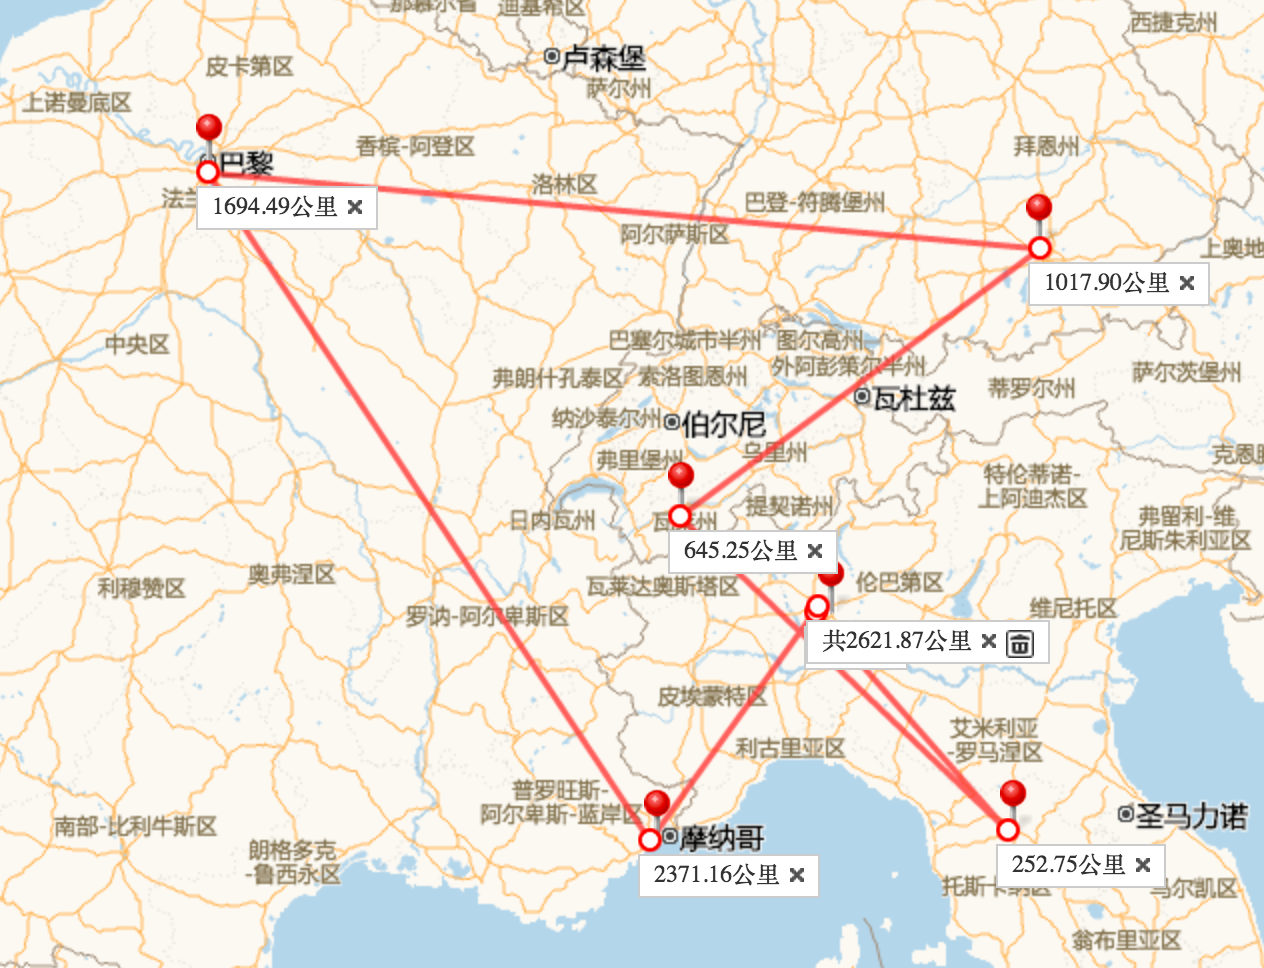 那慕尔省
迪基希区
西捷克州
卢森堡
皮卡第区
萨尔州
上诺曼底区
香槟-阿登区
拜恩州
巴黎
洛林区
巴登-符腾堡州
1694.49公里
阿尔萨斯区
上奥地
1017.90公里
中央区
巴塞尔城市半州
图尔高州
外阿彭策尔半州
弗朗什孔泰区
索洛图恩州
萨尔茨堡州
蒂罗尔州
瓦杜兹
纳沙泰尔州
伯尔尼
乌里州
弗里堡州
特伦蒂诺-
上阿迪杰区
提契诺州
日内瓦州
弗留利-维
尼斯朱利亚区
645.25公里
奥弗涅区
利穆赞区
瓦莱达奥斯塔区
伦巴第区
罗讷-阿尔卑斯区
维尼托区
共2621.87公里
皮埃蒙特区
艾米利亚
-罗马涅区
利古里亚区
普罗旺斯-
阿尔卑斯-蓝岸区
南部-比利牛斯区
摩纳哥
圣马力诺
朗格多克
-鲁西永区
2371.16公里
252.75公里
马尔凯区
翁布里亚区